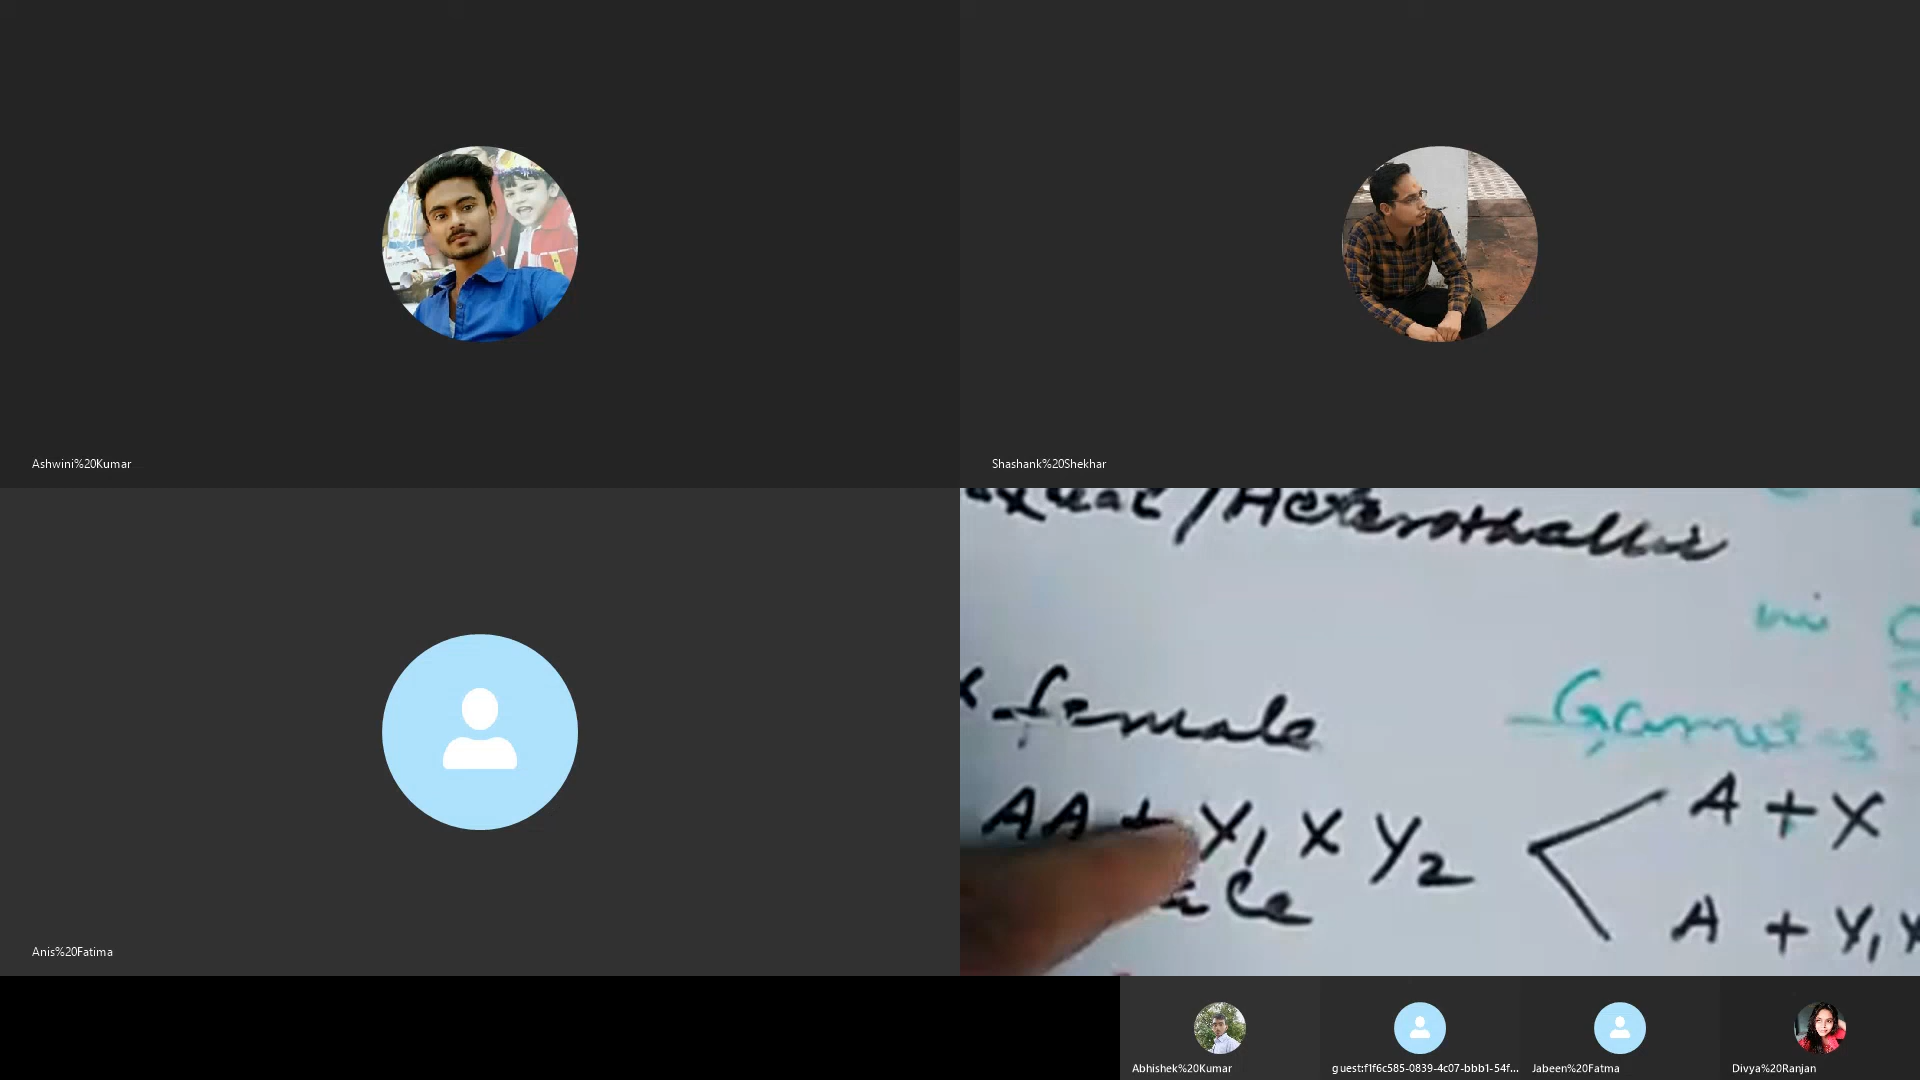 Ashwini%20Kumar
Shashank%20Shekhar
/Heterothallic
female
Gametes
AA + Y1 X Y2
A + X
A + Y1
Anis%20Fatima
Abhishek%20Kumar
guest:f1f6c585-0839-4c07-bbb1-54f...
Jabeen%20Fatma
Divya%20Ranjan